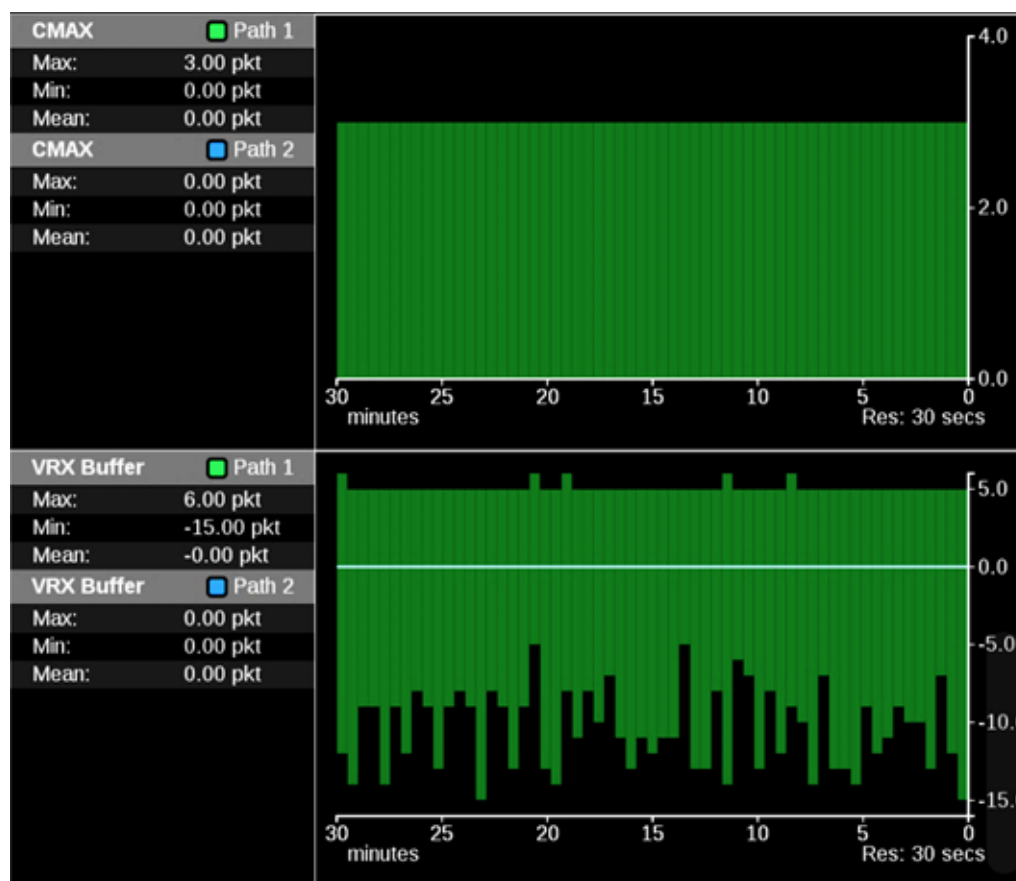 CMAX Path 1
Max: 3.00 pkt
Min: 0.00 pkt
Mean: 0.00 pkt
CMAX Path 2
Max: 0.00 pkt
Min: 0.00 pkt
Mean: 0.00 pkt
4.0
2.0
0.0
30 25 20 15 10 5 0
minutes Res: 30 secs
VRX Buffer Path 1
Max: 6.00 pkt
Min: -15.00 pkt
Mean: -0.00 pkt
VRX Buffer Path 2
Max: 0.00 pkt
Min: 0.00 pkt
Mean: 0.00 pkt
5.0
0.0
-5.0
-10.
-15.
30 25 20 15 10 5 0
minutes Res: 30 secs